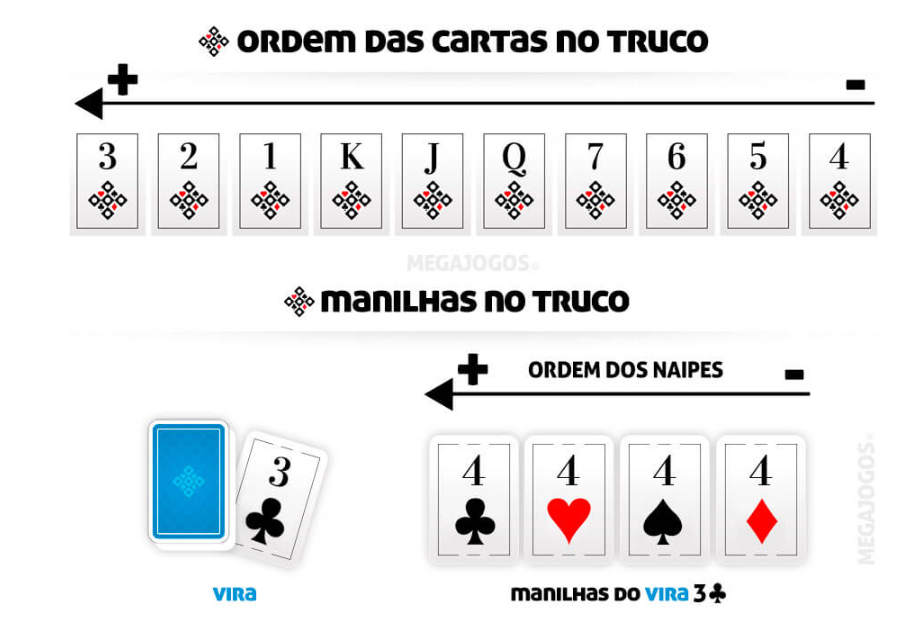 ORDEM DAS CARTAS NO TRUCO
+ -
3 2 1 K J Q 7 6 5 4
MEGAJOGOS®
MANILHAS NO TRUCO
+ ORDEM DOS NAIPES -
3
4 4 4 4
MEGAJOGOS®
VIRA
MANILHAS DO VIRA 3♣